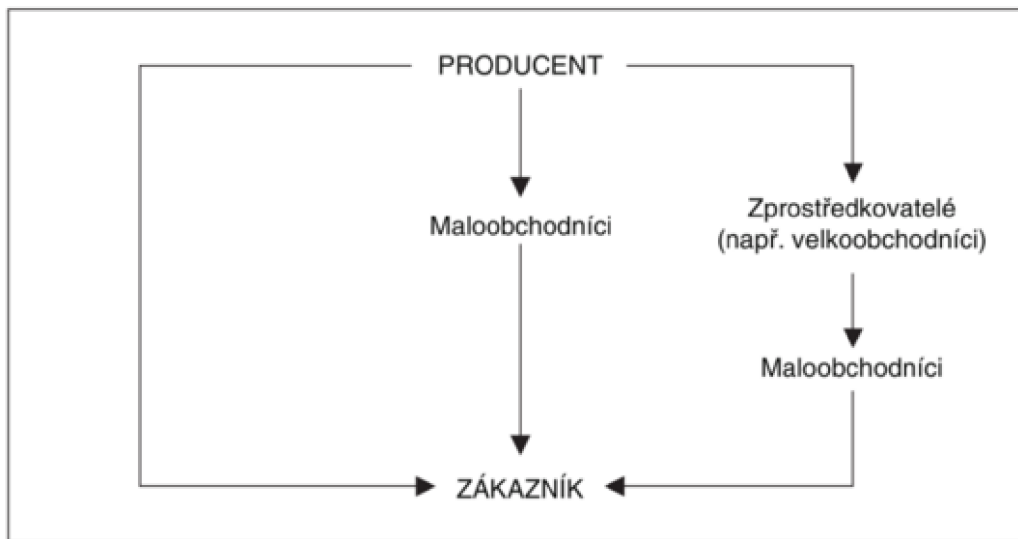 PRODUCENT
Maloobchodníci
Zprostředkovatelé
(např. velkoobchodníci)
Maloobchodníci
ZÁKAZNÍK